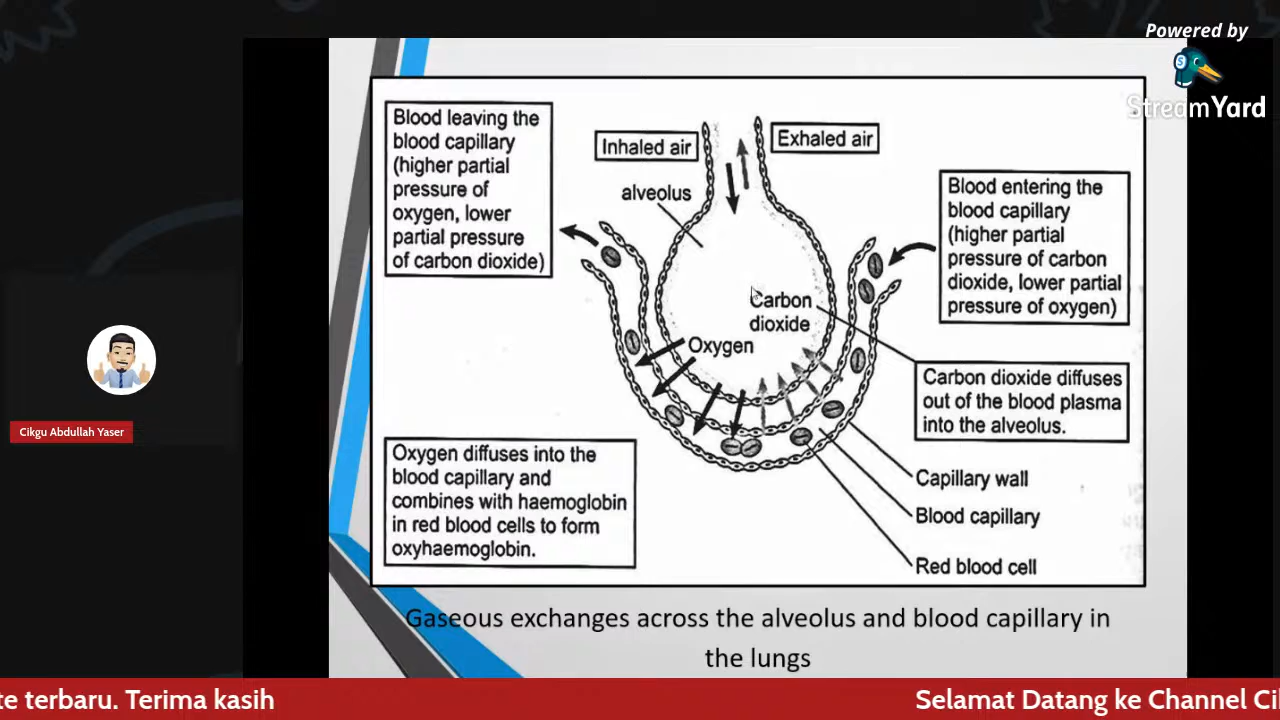 Powered by
StreamYard
Blood leaving the
blood capillary
(higher partial
pressure of
oxygen, lower
partial pressure
of carbon dioxide)
Inhaled air
Exhaled air
alveolus
Blood entering the
blood capillary
(higher partial
pressure of carbon
dioxide, lower partial
pressure of oxygen)
Carbon
dioxide
Oxygen
Carbon dioxide diffuses
out of the blood plasma
into the alveolus.
Oxygen diffuses into the
blood capillary and
combines with haemoglobin
in red blood cells to form
oxyhaemoglobin.
Capillary wall
Blood capillary
Red blood cell
Gaseous exchanges across the alveolus and blood capillary in
the lungs
Cikgu Abdullah Yaser
terbaru. Terima kasih
Selamat Datang ke Channel